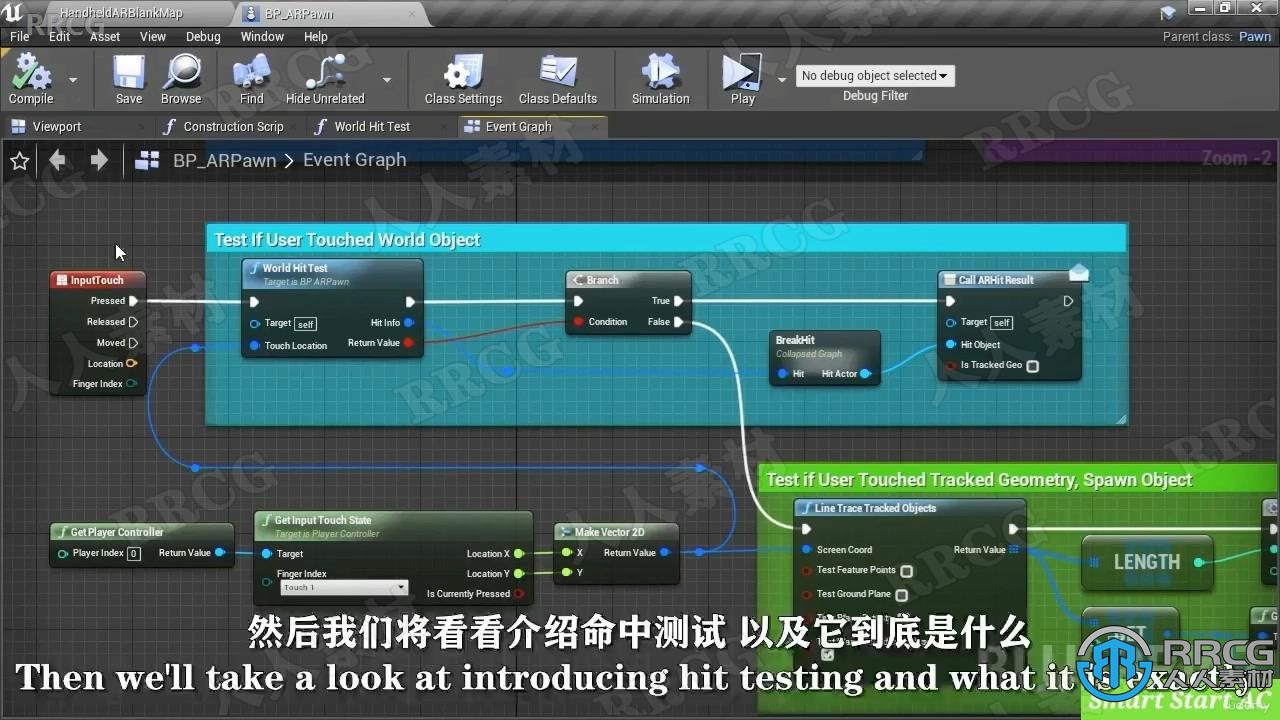 HandheldARBlankMap
BP_ARPawn
File Edit Asset View Debug Window Help
Parent class: Pawn
Compile
Save
Browse
Find
Hide Unrelated
Class Settings
Class Defaults
Simulation
Play
No debug object selected
Debug Filter
Viewport
Construction Scrip
World Hit Test
Event Graph
BP_ARPawn > Event Graph
Zoom -2
Test If User Touched World Object
InputTouch
Pressed
Released
Moved
Location
Finger Index
World Hit Test
Target is BP ARPawn
Target self
Hit Info
Touch Location
Return Value
Branch
True
Condition
False
BreakHit
Collapsed Graph
Hit
Hit Actor
Call ARHit Result
Target self
Hit Object
Is Tracked Geo
Test if User Touched Tracked Geometry, Spawn Object
Get Player Controller
Player Index 0
Return Value
Get Input Touch State
Target is Player Controller
Target
Location X
Finger Index
Location Y
Touch 1
Is Currently Pressed
Make Vector 2D
X
Return Value
Y
Line Trace Tracked Objects
Screen Coord
Return Value
Test Feature Points
Test Ground Plane
LENGTH
然后我们将看看介绍命中测试 以及它到底是什么
Then we'll take a look at introducing hit testing and what it is exactly
RRCG
人人素材
Smart Start AC
Udemy